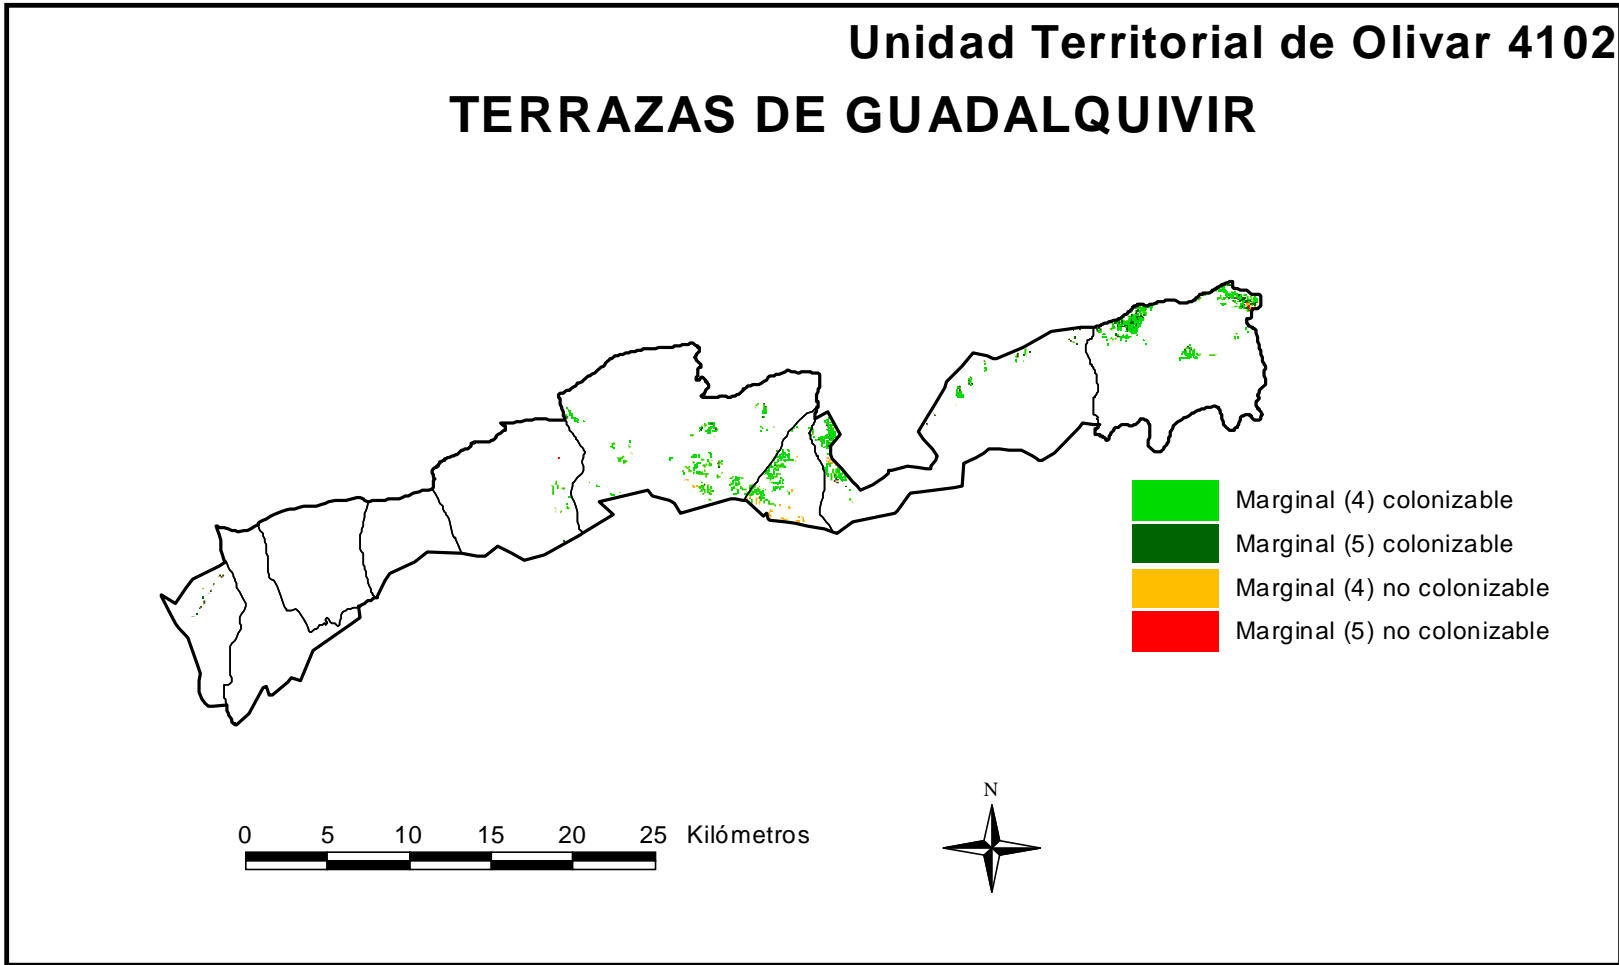 Unidad Territorial de Olivar 4102
TERRAZAS DE GUADALQUIVIR
Marginal (4) colonizable
Marginal (5) colonizable
Marginal (4) no colonizable
Marginal (5) no colonizable
N
0 5 10 15 20 25 Kilómetros